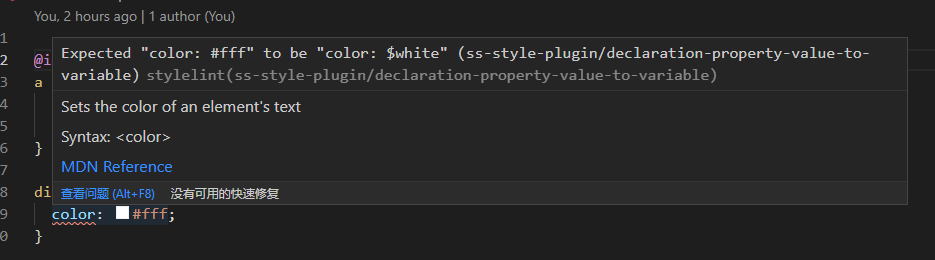 You, 2 hours ago | 1 author (You)
1
2 @i
Expected "color: #fff" to be "color: $white" (ss-style-plugin/declaration-property-value-to-
variable) stylelint(ss-style-plugin/declaration-property-value-to-variable)
3 a
4
Sets the color of an element's text
5
Syntax: <color>
6 }
MDN Reference
7
查看问题 (Alt+F8) 没有可用的快速修复
8 di
9 color: #fff;
0 }